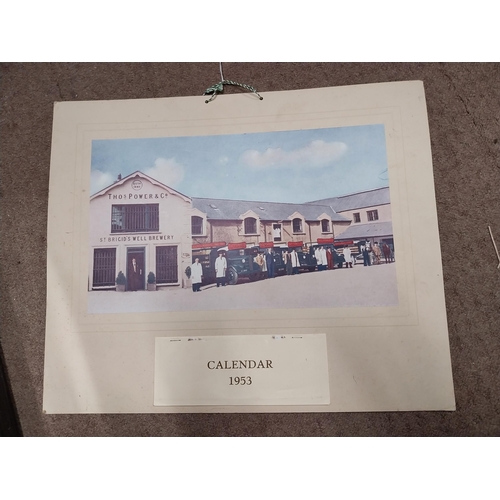 THOS POWER & CO
ST BRIGID'S WELL BREWERY
CALENDAR
1953